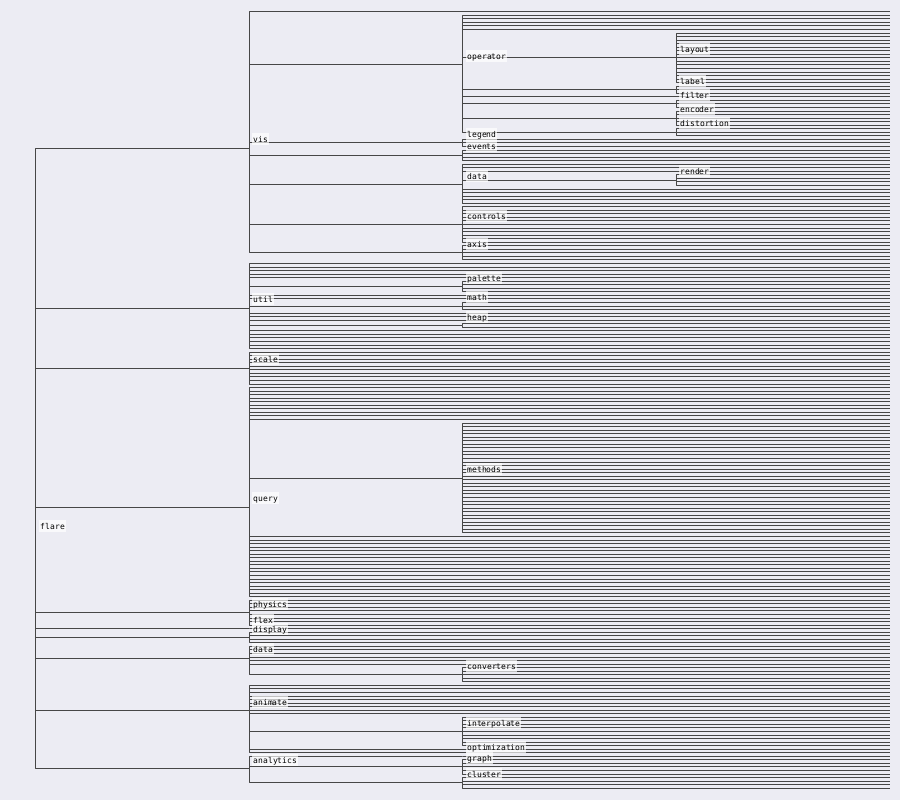 operator
layout
label
filter
encoder
distortion
legend
vis
events
render
data
controls
axis
palette
math
util
heap
scale
methods
query
flare
physics
flex
display
data
converters
animate
interpolate
optimization
graph
analytics
cluster